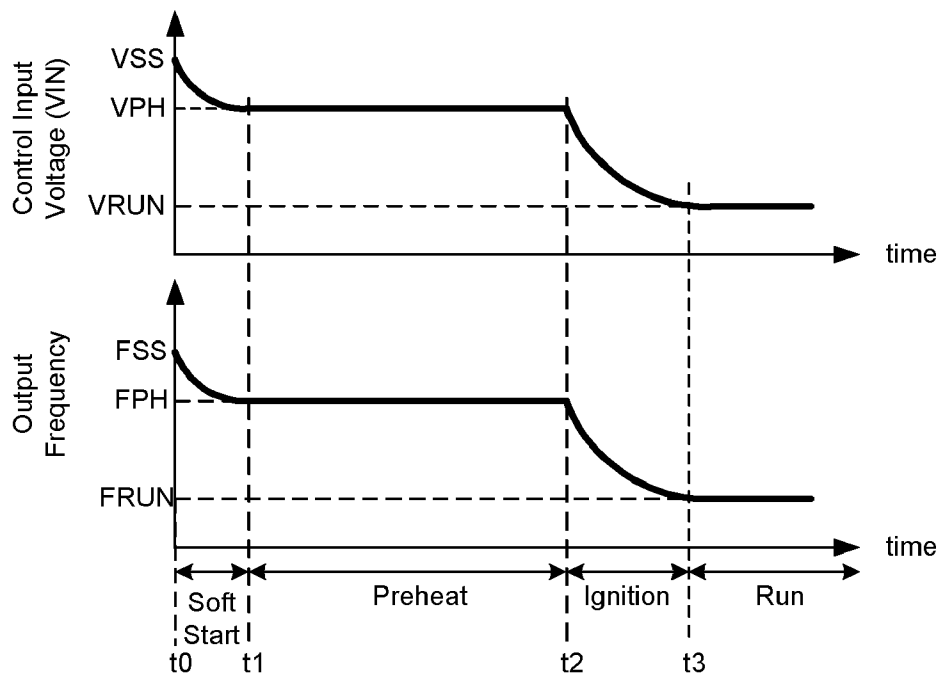 Control Input
Voltage (VIN)
VSS
VPH
VRUN
time
Output
Frequency
FSS
FPH
FRUN
time
Soft
Start
Preheat
Ignition
Run
t0
t1
t2
t3